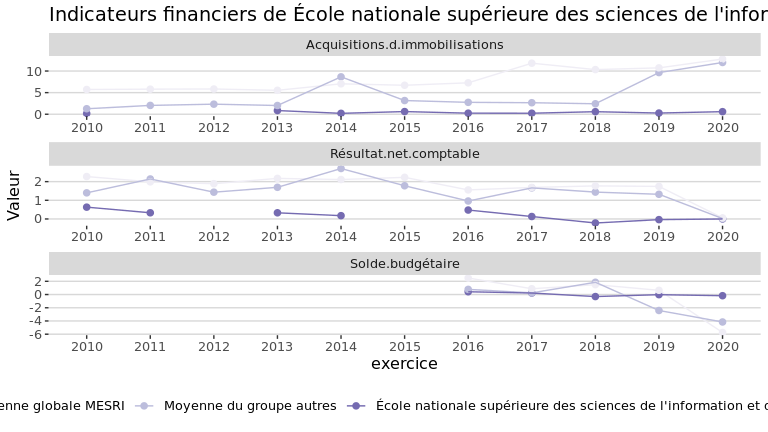 Indicateurs financiers de École nationale supérieure des sciences de l'infor
Acquisitions.d.immobilisations
10
5
0
2010 2011 2012 2013 2014 2015 2016 2017 2018 2019 2020
Résultat.net.comptable
2
1
0
2010 2011 2012 2013 2014 2015 2016 2017 2018 2019 2020
Valeur
Solde.budgétaire
2
0
-2
-4
-6
2010 2011 2012 2013 2014 2015 2016 2017 2018 2019 2020
exercice
enne globale MESRI Moyenne du groupe autres École nationale supérieure des sciences de l'information et